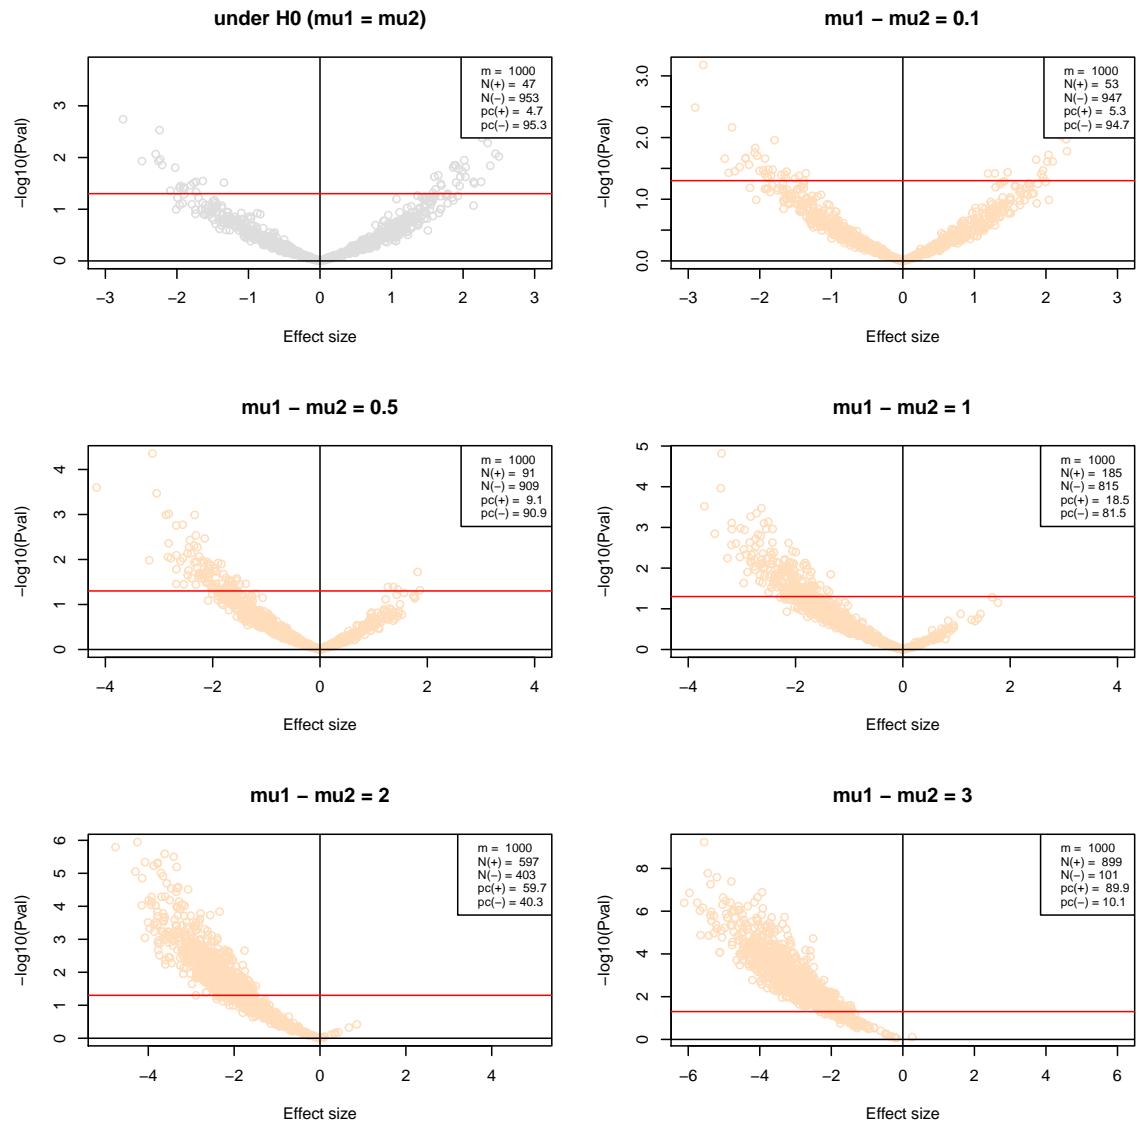 under H0 (mu1 = mu2)
m = 1000
N(+) = 47
N(−) = 953
pc(+) = 4.7
pc(−) = 95.3
−log10(Pval)
0 1 2 3
−3 −2 −1 0 1 2 3
Effect size
mu1 − mu2 = 0.1
m = 1000
N(+) = 53
N(−) = 947
pc(+) = 5.3
pc(−) = 94.7
−log10(Pval)
0.0 1.0 2.0 3.0
−3 −2 −1 0 1 2 3
Effect size
mu1 − mu2 = 0.5
m = 1000
N(+) = 91
N(−) = 909
pc(+) = 9.1
pc(−) = 90.9
−log10(Pval)
0 1 2 3 4
−4 −2 0 2 4
Effect size
mu1 − mu2 = 1
m = 1000
N(+) = 185
N(−) = 815
pc(+) = 18.5
pc(−) = 81.5
−log10(Pval)
0 1 2 3 4 5
−4 −2 0 2 4
Effect size
mu1 − mu2 = 2
m = 1000
N(+) = 597
N(−) = 403
pc(+) = 59.7
pc(−) = 40.3
−log10(Pval)
0 1 2 3 4 5 6
−4 −2 0 2 4
Effect size
mu1 − mu2 = 3
m = 1000
N(+) = 899
N(−) = 101
pc(+) = 89.9
pc(−) = 10.1
−log10(Pval)
0 2 4 6 8
−6 −4 −2 0 2 4 6
Effect size